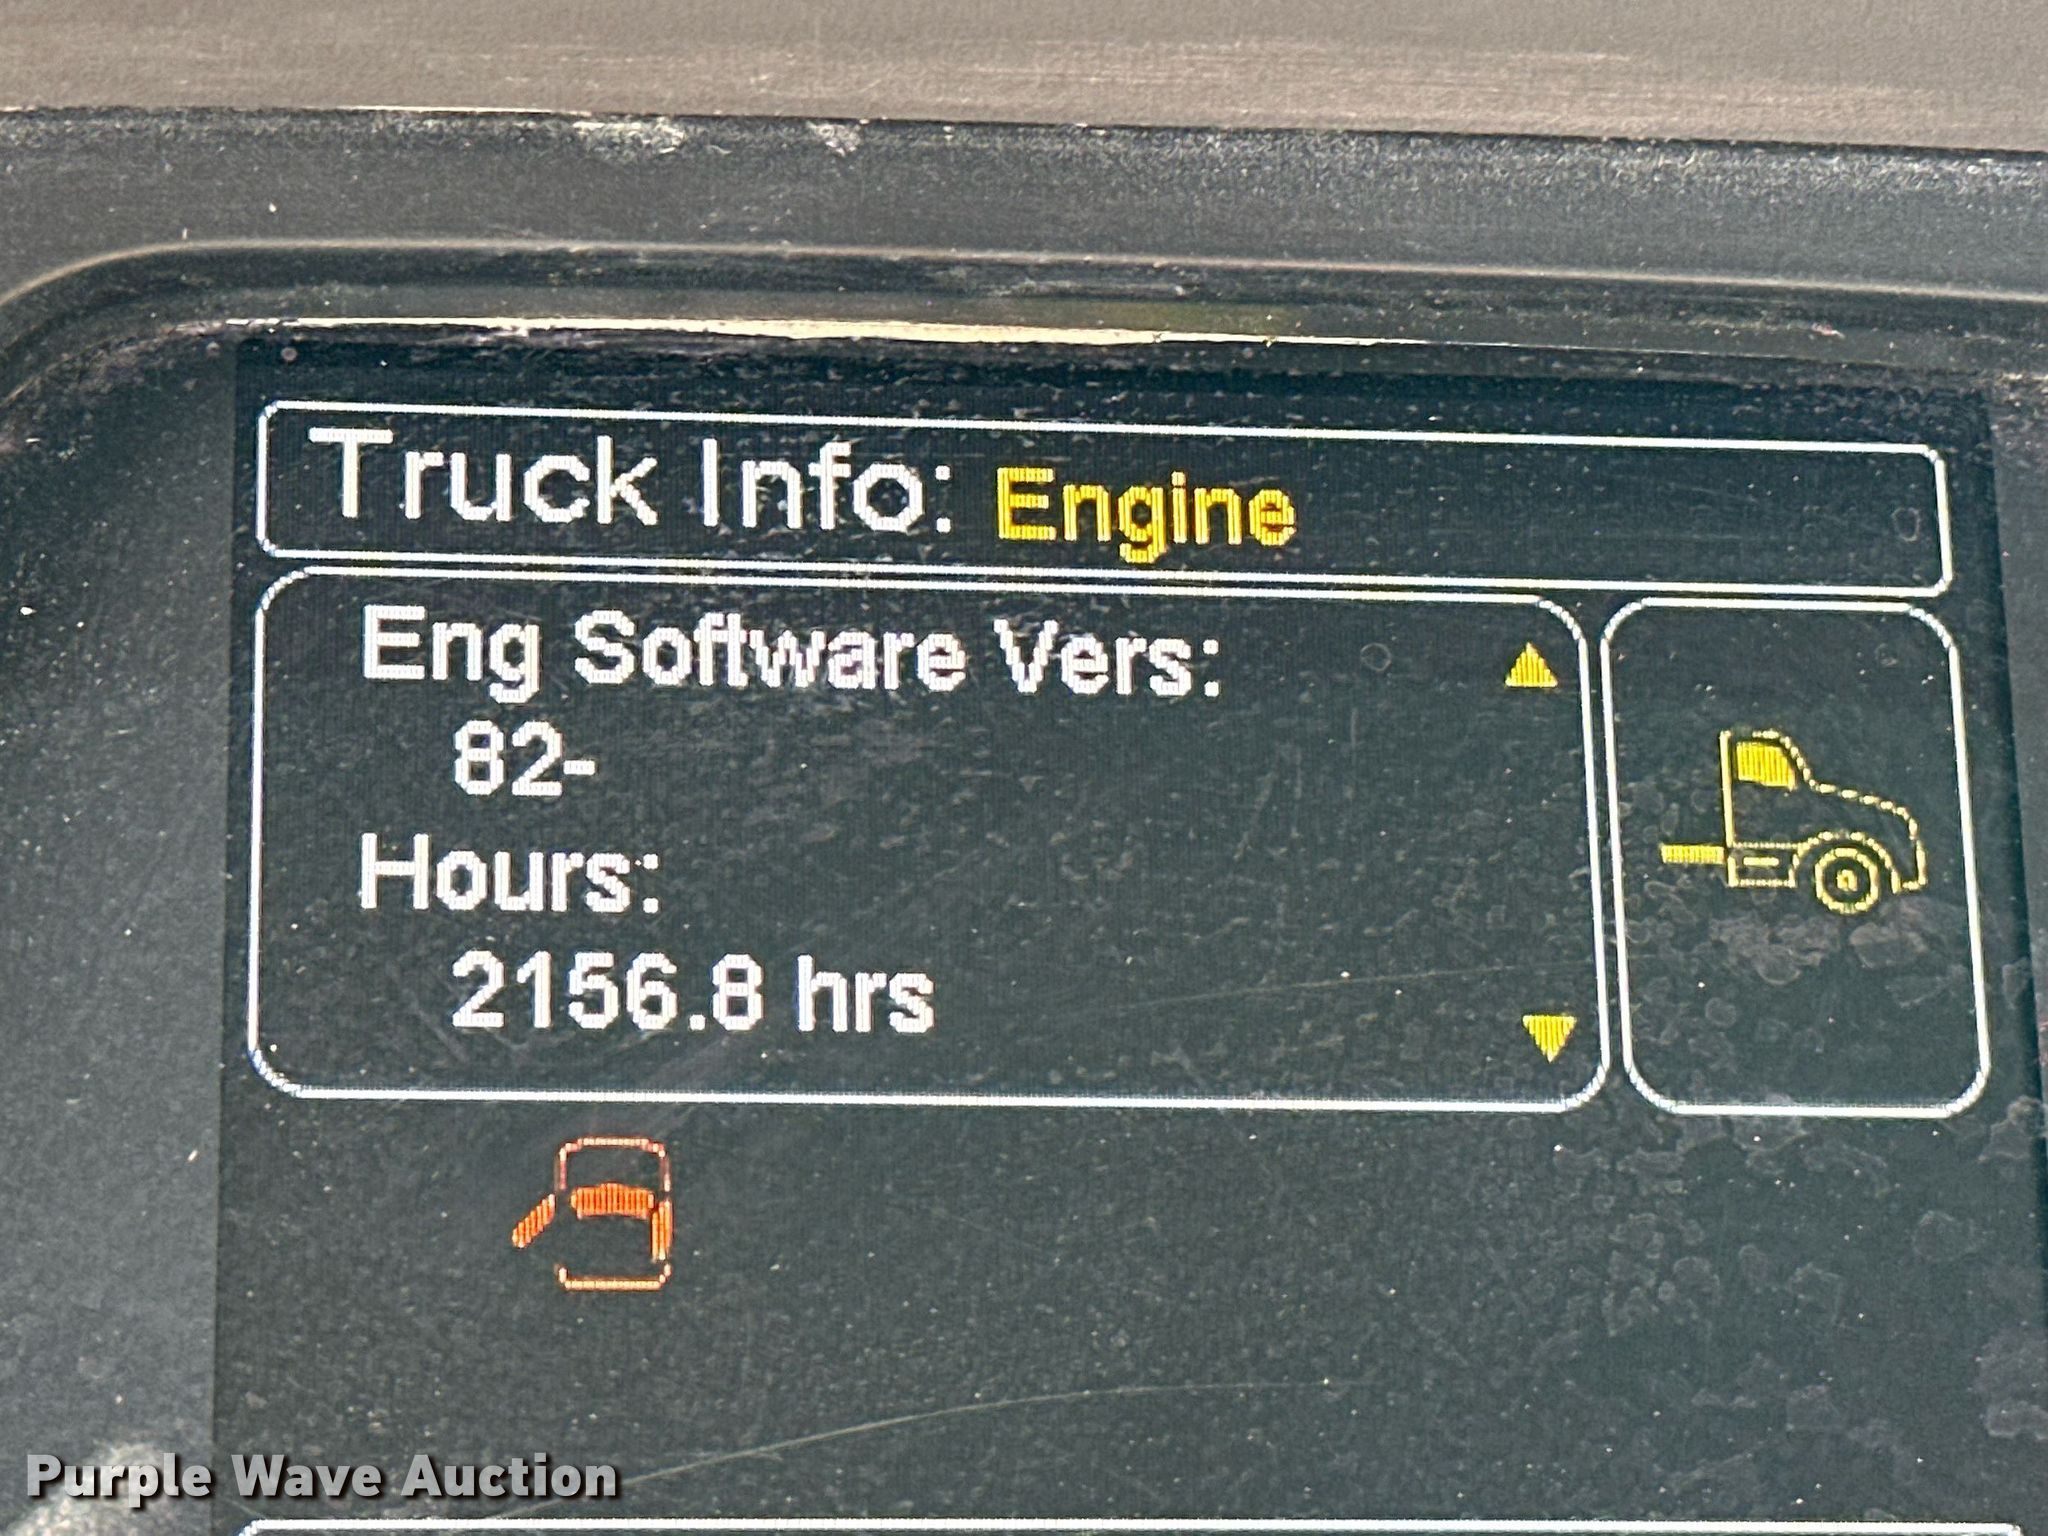 Truck Info: Engine
Eng Software Vers:
82-
Hours:
2156.8 hrs
Purple Wave Auction